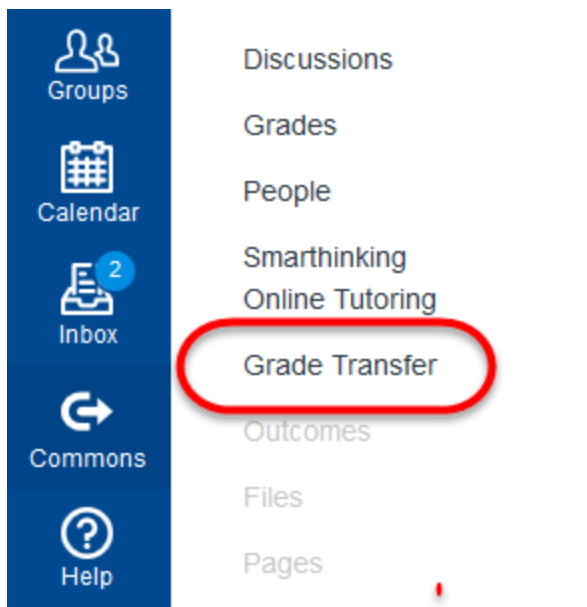 Groups
Calendar
2
Inbox
Commons
Help
Discussions
Grades
People
Smarthinking
Online Tutoring
Grade Transfer
Outcomes
Files
Pages